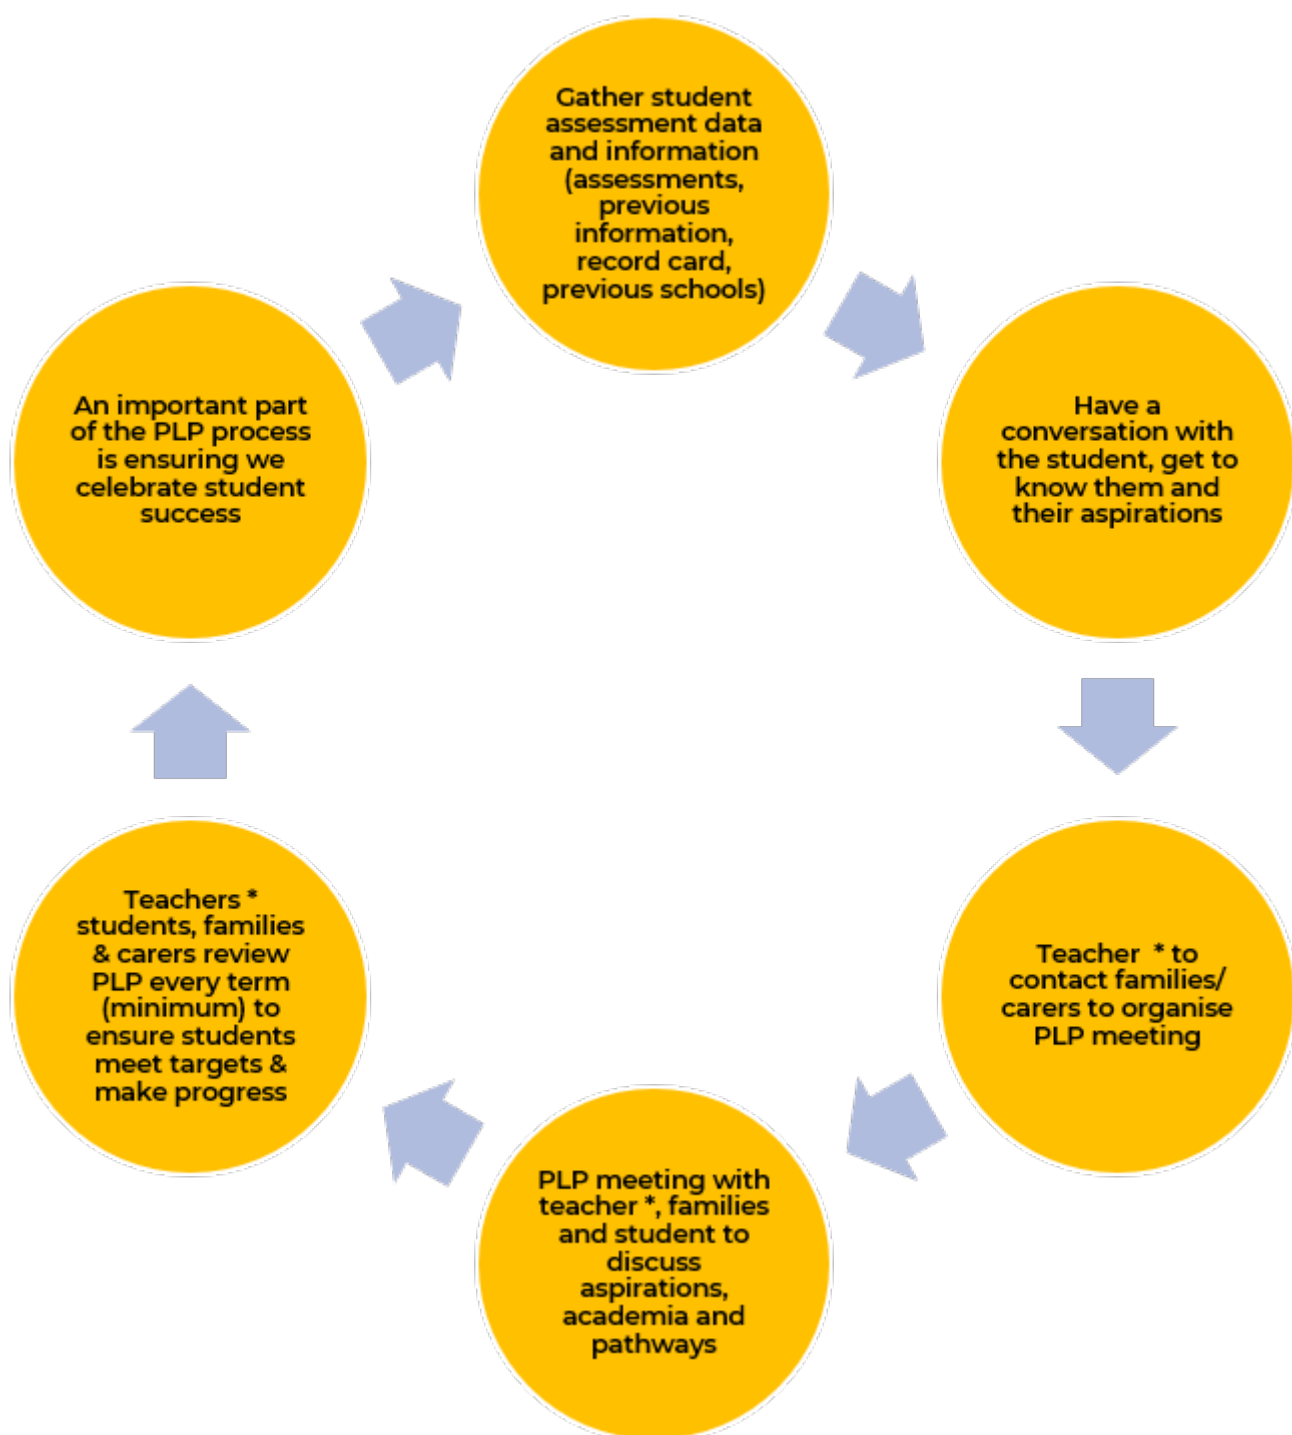 Gather student
assessment data
and information
(assessments,
previous
information,
record card,
previous schools)
Have a
conversation with
the student, get to
know them and
their aspirations
Teacher  * to
contact families/
carers to organise
PLP meeting
PLP meeting with
teacher *, families
and student to
discuss
aspirations,
academia and
pathways
Teachers *
students, families
& carers review
PLP every term
(minimum) to
ensure students
meet targets &
make progress
An important part
of the PLP process
is ensuring we
celebrate student
success